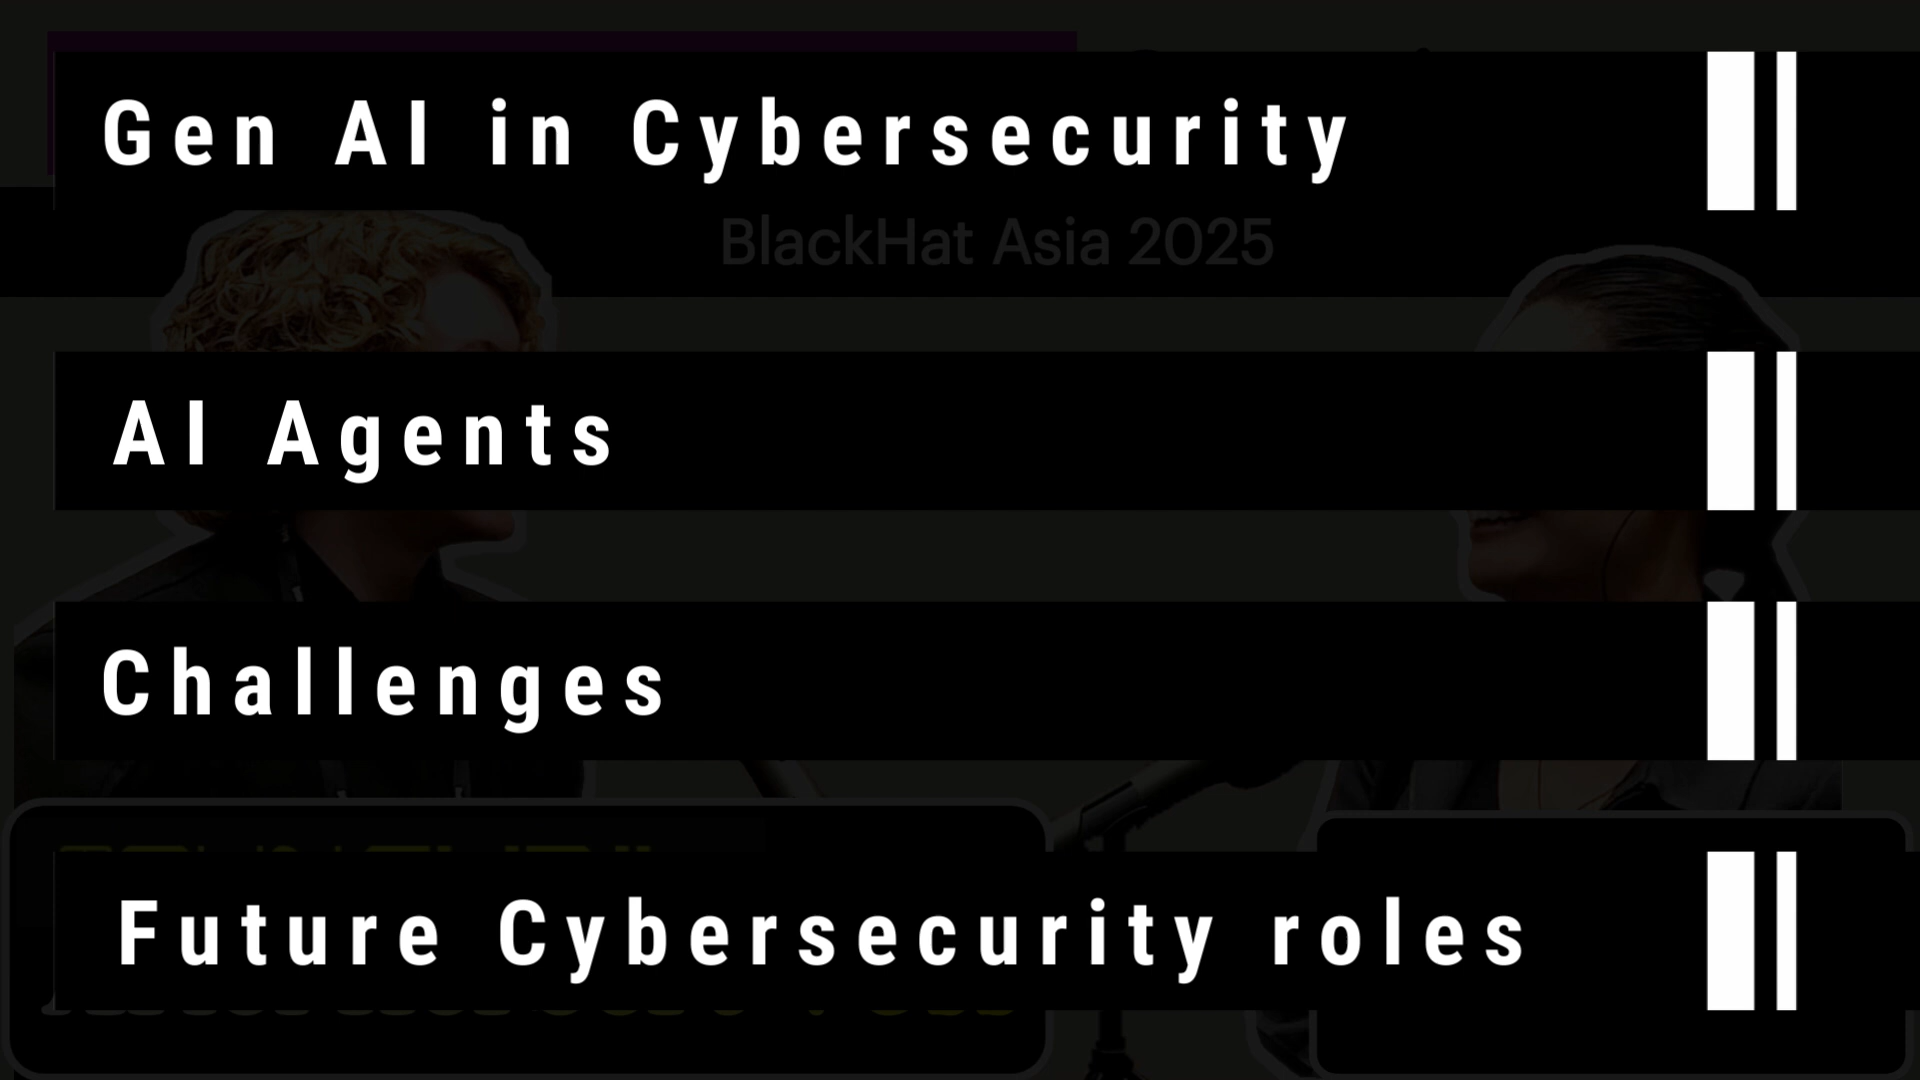 Gen AI in Cybersecurity
BlackHat Asia 2025
AI Agents
Challenges
Future Cybersecurity roles